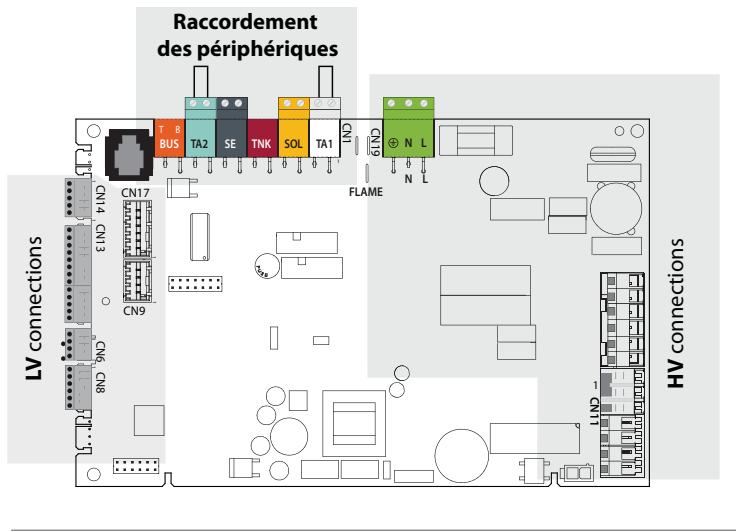 Raccordement
des périphériques
T B
BUS TA2 SE TNK SOL TA1
CN1
CN19
N L
N L
FLAME
CN14
CN17
CN13
CN9
CN6
CN8
LV connections
HV connections
FUSE
1
CN11